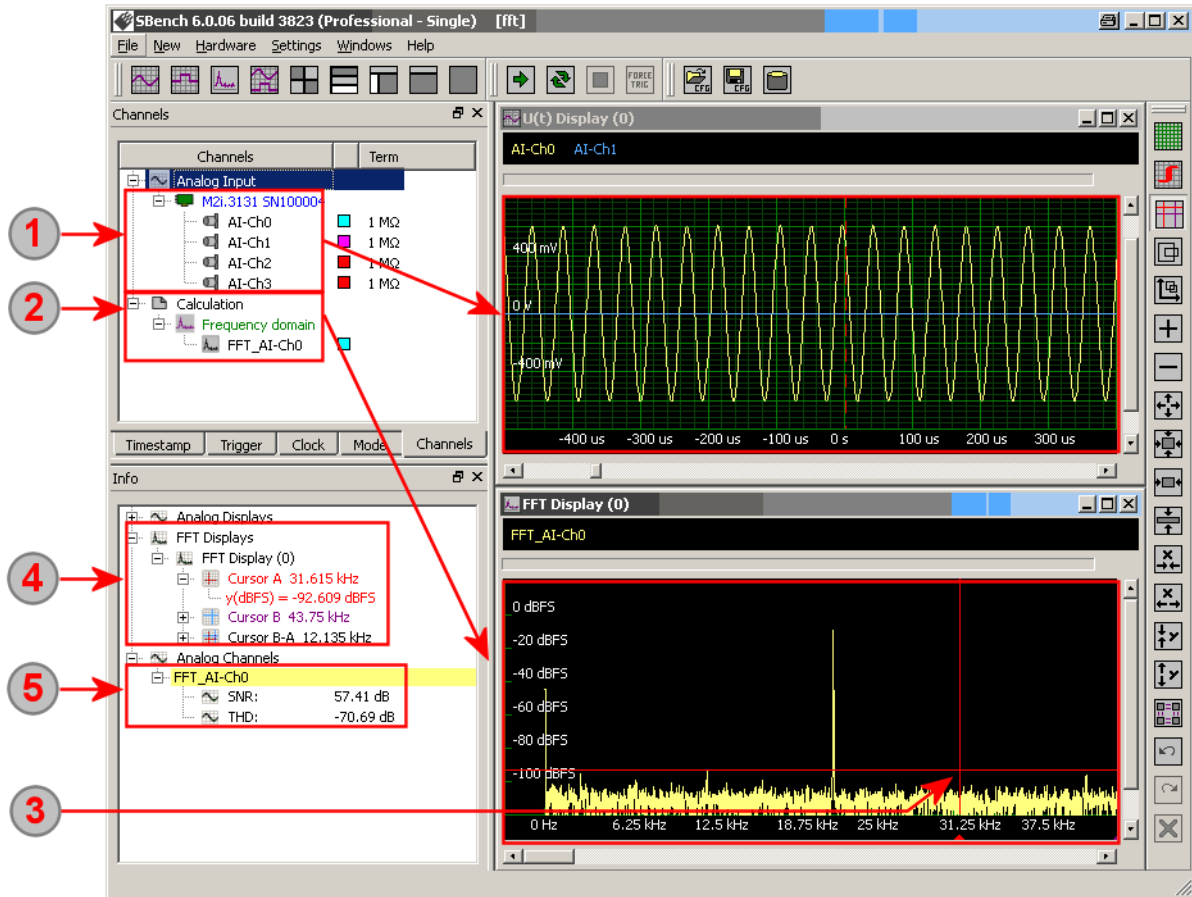 SBench 6.0.06 build 3823 (Professional - Single) [fft]
File New Hardware Settings Windows Help
FORCE TRIG
CFG
CFG
Channels
Channels Term
Analog Input
M2i.3131 SN10000
AI-Ch0 1 MΩ
AI-Ch1 1 MΩ
AI-Ch2 1 MΩ
AI-Ch3 1 MΩ
Calculation
Frequency domain
FFT_AI-Ch0
Timestamp Trigger Clock Mode Channels
1
2
U(t) Display (0)
AI-Ch0 AI-Ch1
400 mV
0 V
-400 mV
-400 us -300 us -200 us -100 us 0 s 100 us 200 us 300 us
Info
Analog Displays
FFT Displays
FFT Display (0)
Cursor A 31.615 kHz
y(dBFS) = -92.609 dBFS
Cursor B 43.75 kHz
Cursor B-A 12.135 kHz
Analog Channels
FFT_AI-Ch0
SNR: 57.41 dB
THD: -70.69 dB
4
5
3
FFT Display (0)
FFT_AI-Ch0
0 dBFS
-20 dBFS
-40 dBFS
-60 dBFS
-80 dBFS
-100 dBFS
0 Hz 6.25 kHz 12.5 kHz 18.75 kHz 25 kHz 31.25 kHz 37.5 kHz